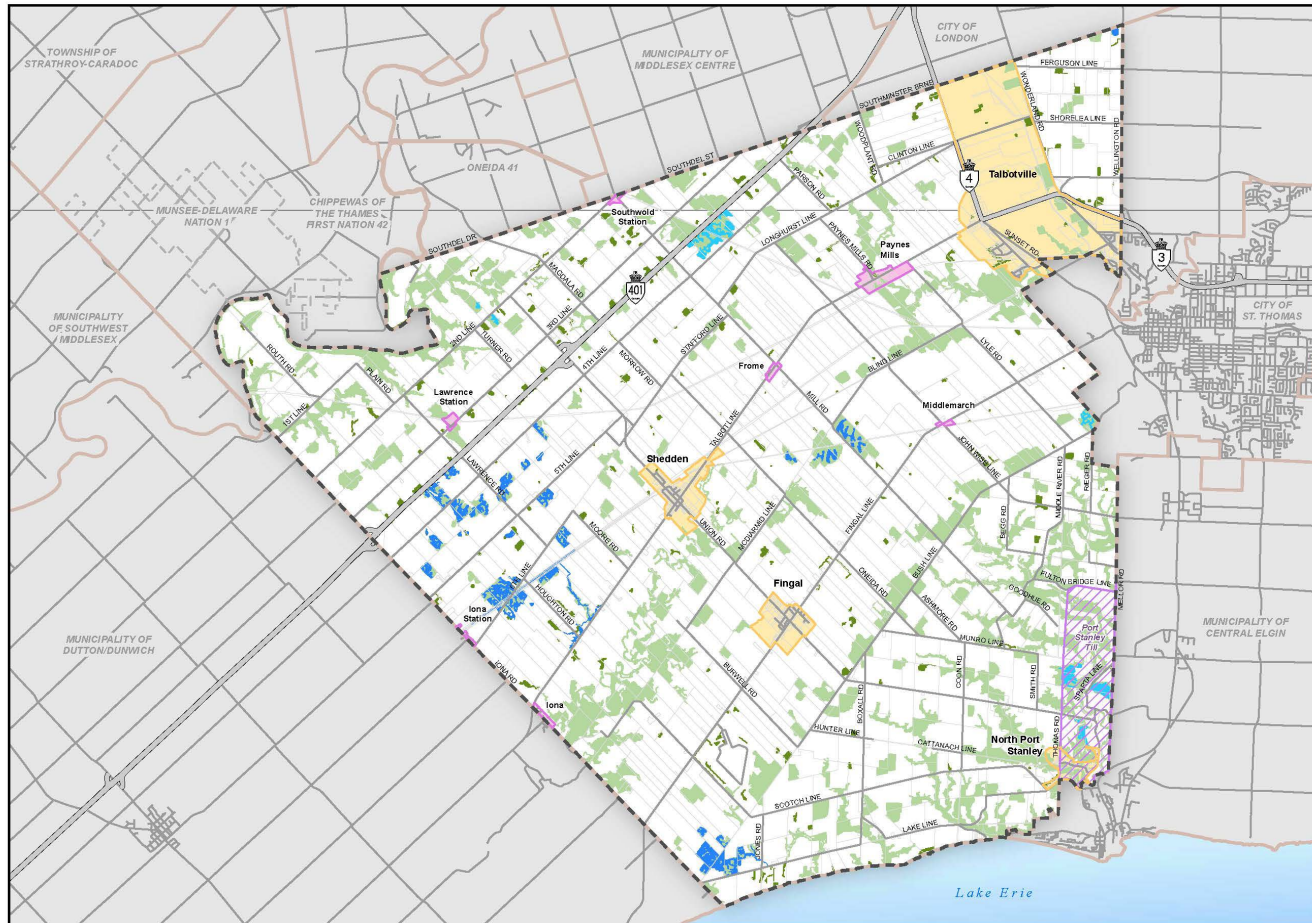 TOWNSHIP OF
STRATHROY-CARADOC
MUNICIPALITY OF
MIDDLESEX CENTRE
CITY OF
LONDON
FERGUSON LINE
SOUTHMINSTER BRNE
WONDERLAND RD
SHORELEA LINE
WELLINGTON RD
WOODPLANT RD
CLINTON LINE
ONEIDA 41
SOUTHDEL ST
PARSON RD
4
Talbotville
MUNSEE-DELAWARE
NATION 1
CHIPPEWAS OF
THE THAMES
FIRST NATION 42
Southwold
Station
LONGHURST LINE
PAYNES MILLS RD
Paynes
Mills
SUNSET RD
3
SOUTHDEL DR
MAGDALA RD
401
CITY OF
ST. THOMAS
MUNICIPALITY
OF SOUTHWEST
MIDDLESEX
2ND LINE
3RD LINE
TURNER RD
4TH LINE
STAFFORD LINE
ROUTH RD
PLAIN RD
MORROW RD
Frome
BLIND LINE
LYLE RD
1ST LINE
Lawrence
Station
MILL RD
Middlemarch
TALBOT LINE
JOHN WISE LINE
Shedden
5TH LINE
LAWRENCE RD
MIDDLE RIVER RD
RIEGER RD
UNION RD
MCDIARMID LINE
FINGAL LINE
BEGG RD
MOORE RD
BUSH LINE
Fingal
ONEIDA RD
FULTON BRIDGE LINE
MELLOR RD
Iona
Station
HOUGHTON RD
ASHMORE RD
GOODHUE RD
MUNICIPALITY OF
DUTTON/DUNWICH
MUNICIPALITY OF
CENTRAL ELGIN
Port
Stanley
Till
MUNRO LINE
IONA RD
BURWELL RD
COON RD
SMITH RD
SPARTA LINE
Iona
BOXALL RD
HUNTER LINE
North Port
Stanley
THOMAS RD
CATTANACH LINE
SCOTCH LINE
LAKE LINE
JONES RD
Lake Erie